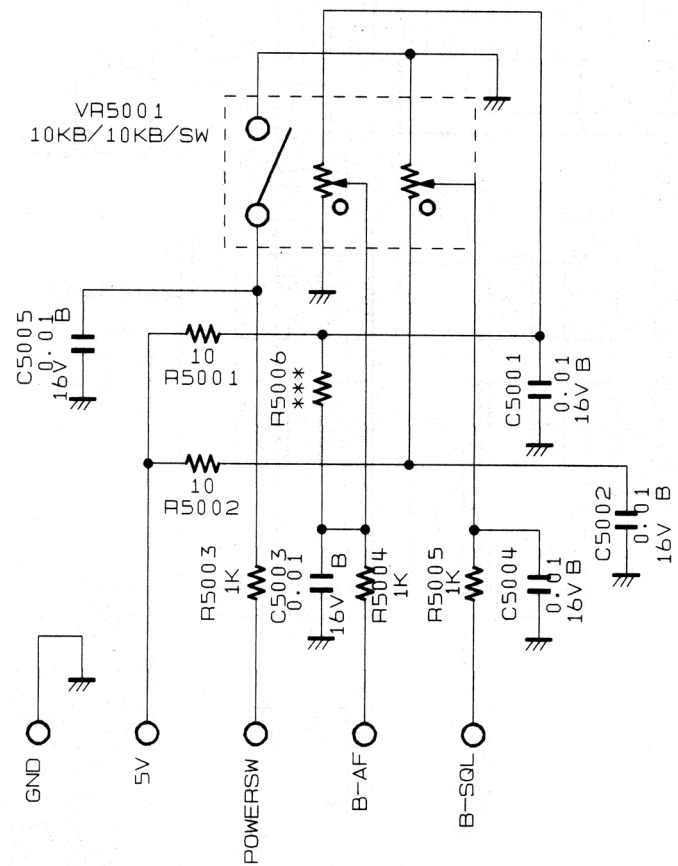 VR5001
10KB/10KB/SW
C5005
0.01
16V B
10
R5001
R5006
***
C5001
0.01
16V B
10
R5002
C5002
0.01
16V B
R5003
1K
C5003
0.01
16V B
R5004
1K
R5005
1K
C5004
0.01
16V B
GND
5V
POWERSW
B-AF
B-SQL